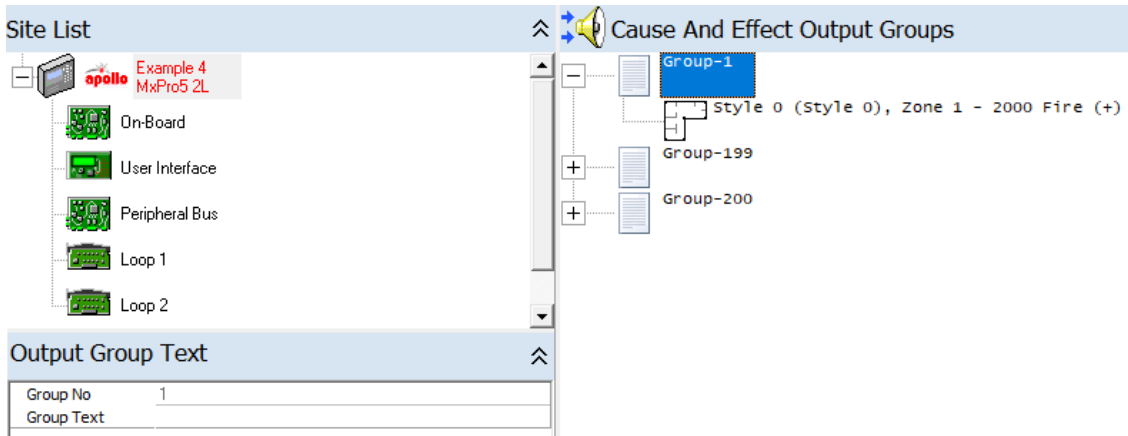 Site List
apollo
Example 4
MxPro5 2L
On-Board
User Interface
Peripheral Bus
Loop 1
Loop 2
Output Group Text
Group No 1
Group Text
Cause And Effect Output Groups
Group-1
Style 0 (Style 0), Zone 1 - 2000 Fire (+)
Group-199
Group-200